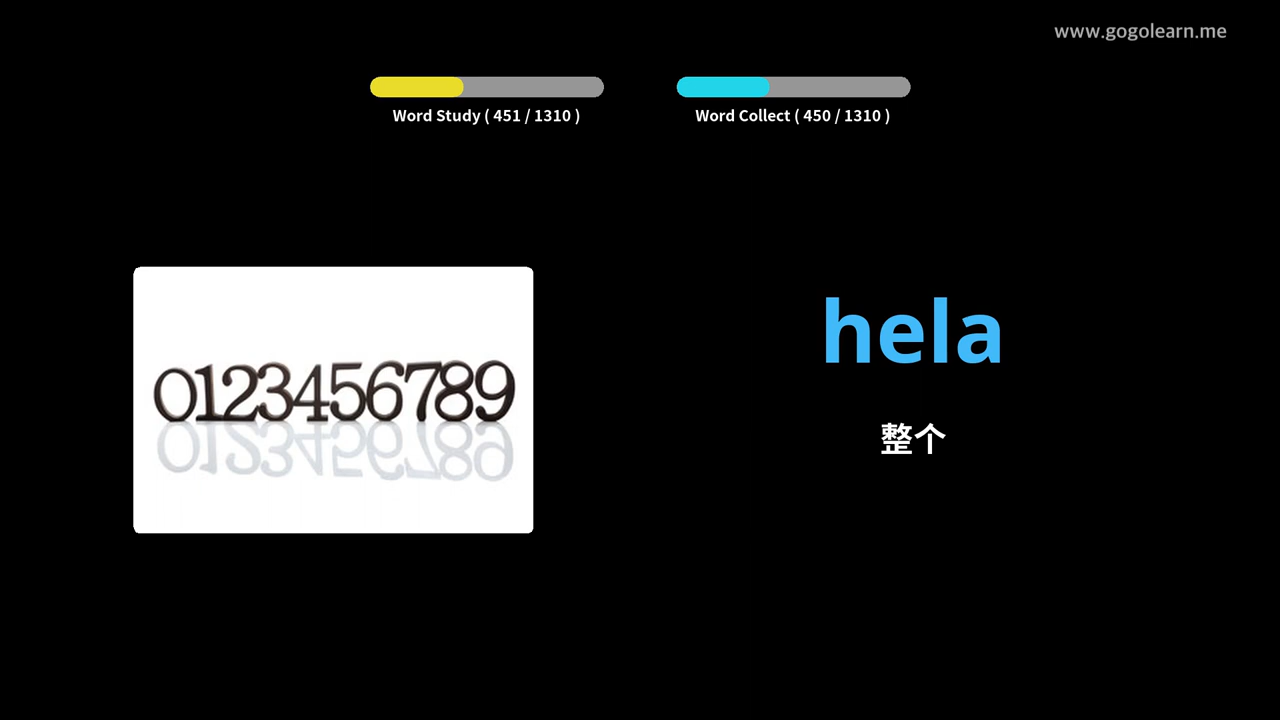 www.gogolearn.me
Word Study ( 451 / 1310 )
Word Collect ( 450 / 1310 )
0123456789
hela
整个